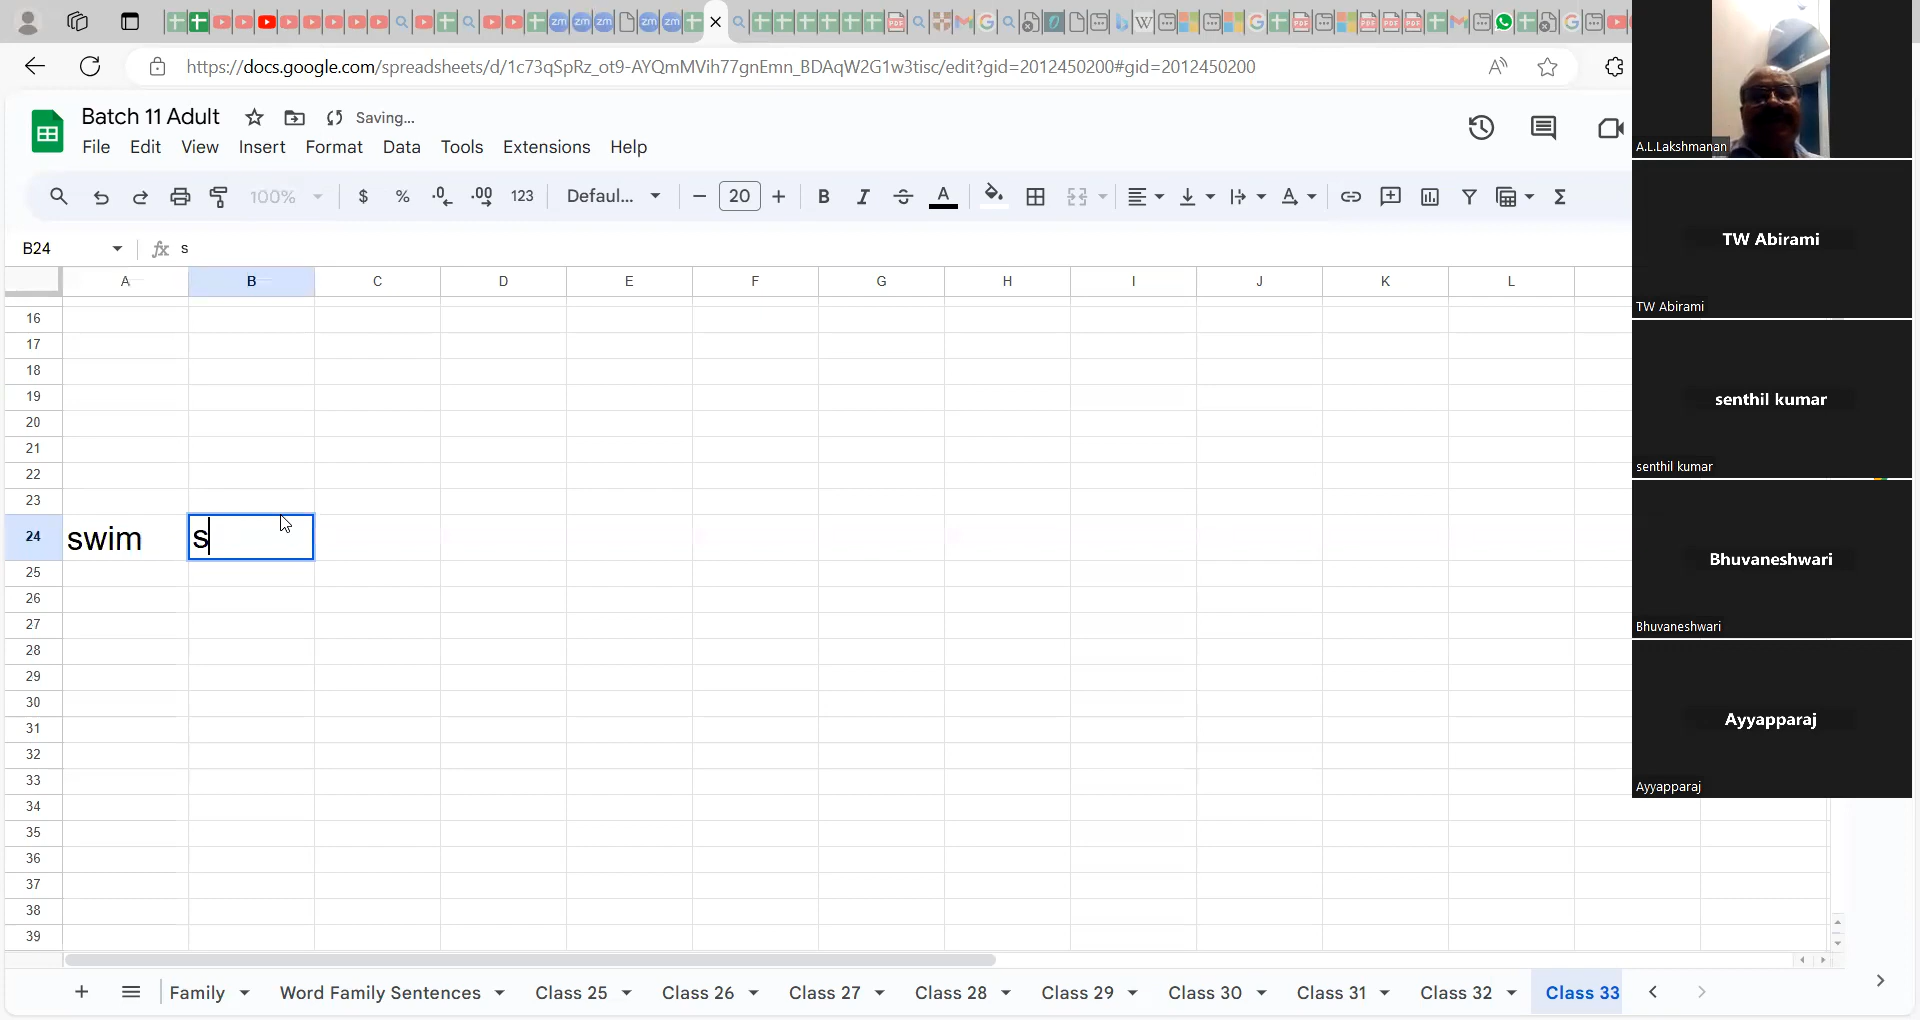 https://docs.google.com/spreadsheets/d/1c73qSpRz_ot9-AYQmMVih77gnEmn_BDAqW2G1w3tisc/edit?gid=2012450200#gid=2012450200
Batch 11 Adult Saving...
File Edit View Insert Format Data Tools Extensions Help
100% $ % .0 .00 123 Defaul... 20 B I S A
B24 fx s
A B C D E F G H I J K L
16
17
18
19
20
21
22
23
24 swim s
25
26
27
28
29
30
31
32
33
34
35
36
37
38
39
Family Word Family Sentences Class 25 Class 26 Class 27 Class 28 Class 29 Class 30 Class 31 Class 32 Class 33
A.L.Lakshmanan
TW Abirami
TW Abirami
senthil kumar
senthil kumar
Bhuvaneshwari
Bhuvaneshwari
Ayyapparaj
Ayyapparaj